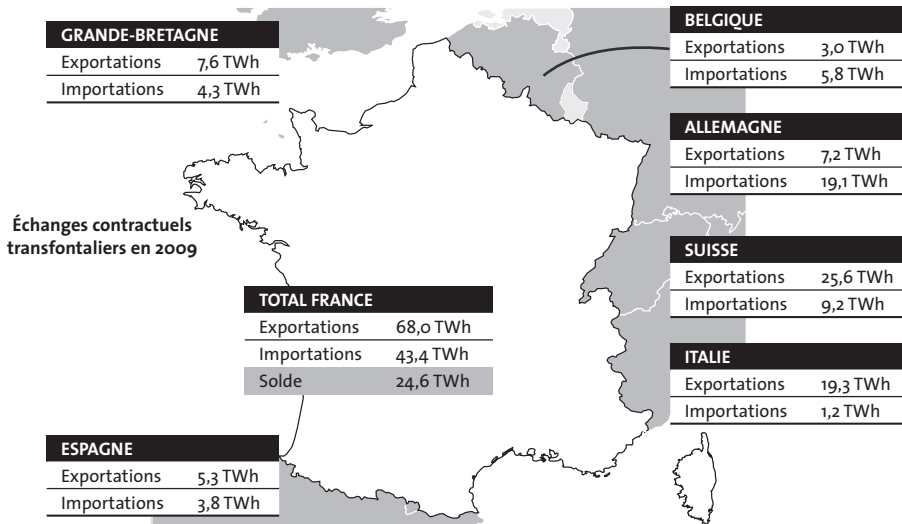 GRANDE-BRETAGNE
Exportations 7,6 TWh
Importations 4,3 TWh
BELGIQUE
Exportations 3,0 TWh
Importations 5,8 TWh
ALLEMAGNE
Exportations 7,2 TWh
Importations 19,1 TWh
Échanges contractuels
transfontaliers en 2009
SUISSE
Exportations 25,6 TWh
Importations 9,2 TWh
TOTAL FRANCE
Exportations 68,0 TWh
Importations 43,4 TWh
Solde 24,6 TWh
ITALIE
Exportations 19,3 TWh
Importations 1,2 TWh
ESPAGNE
Exportations 5,3 TWh
Importations 3,8 TWh